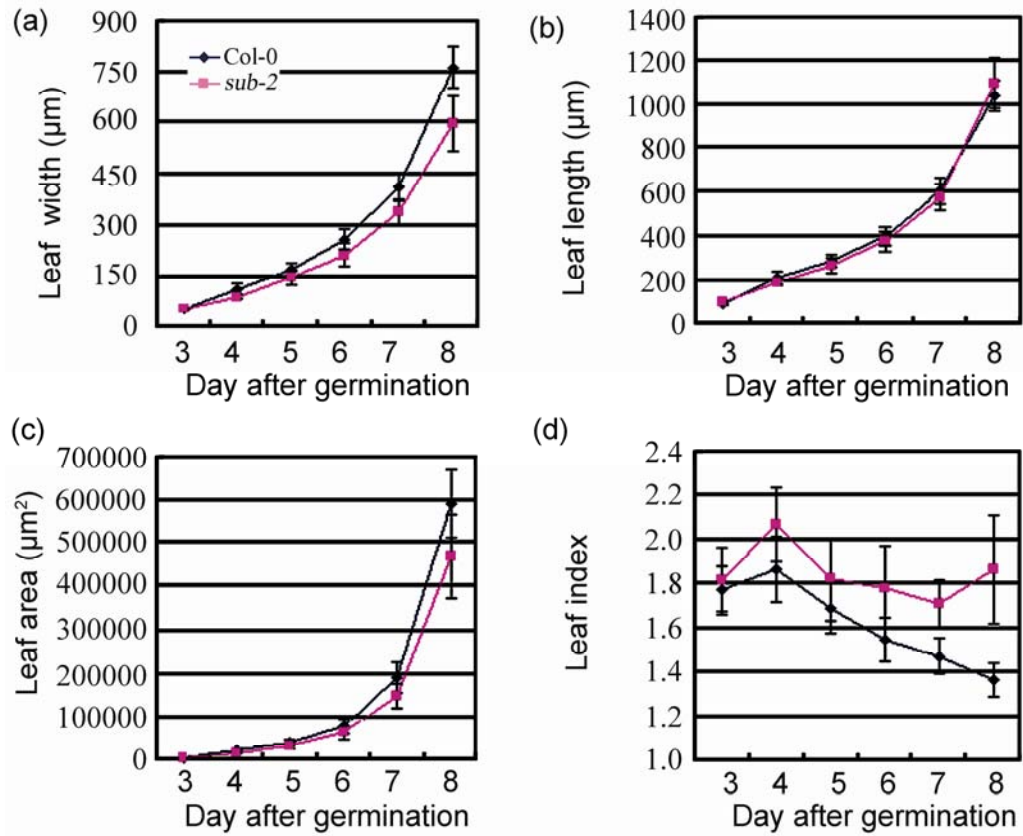 (a)
900
750
600
450
300
150
0
Leaf width (µm)
Col-0
sub-2
3 4 5 6 7 8
Day after germination
(b)
1400
1200
1000
800
600
400
200
0
Leaf length (µm)
3 4 5 6 7 8
Day after germination
(c)
700000
600000
500000
400000
300000
200000
100000
0
Leaf area (µm²)
3 4 5 6 7 8
Day after germination
(d)
2.4
2.2
2.0
1.8
1.6
1.4
1.2
1.0
Leaf index
3 4 5 6 7 8
Day after germination